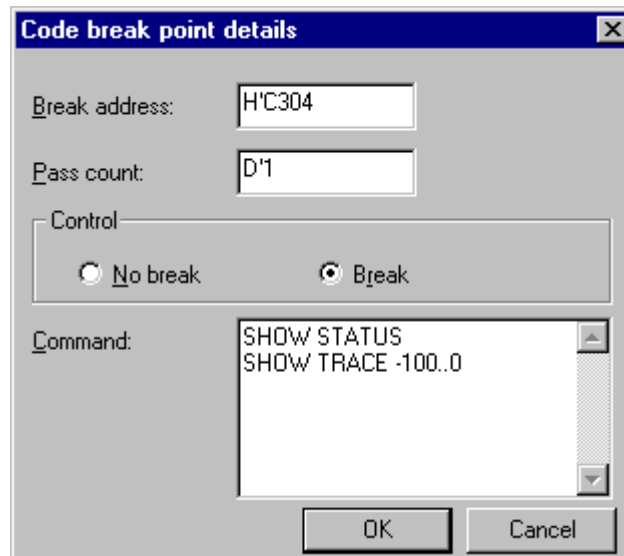 Code break point details
Break address:
H'C304
Pass count:
D'1
Control
No break
Break
Command:
SHOW STATUS
SHOW TRACE -100..0
OK
Cancel